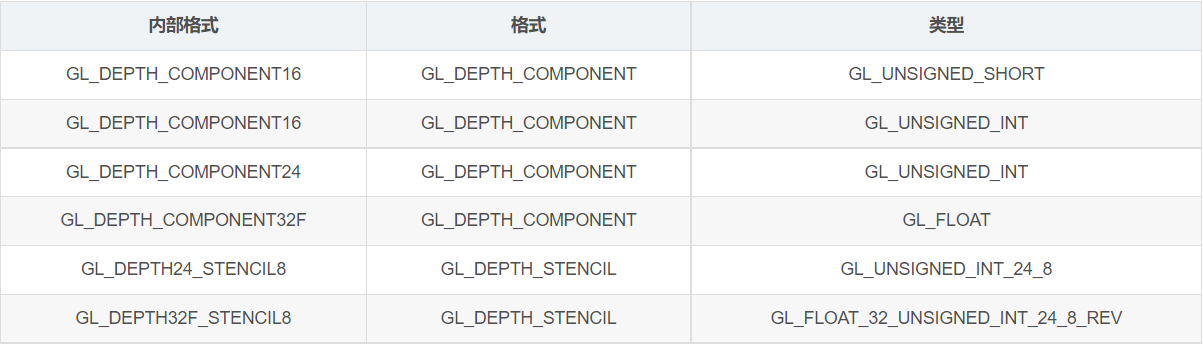 内部格式 格式 类型
GL_DEPTH_COMPONENT16 GL_DEPTH_COMPONENT GL_UNSIGNED_SHORT
GL_DEPTH_COMPONENT16 GL_DEPTH_COMPONENT GL_UNSIGNED_INT
GL_DEPTH_COMPONENT24 GL_DEPTH_COMPONENT GL_UNSIGNED_INT
GL_DEPTH_COMPONENT32F GL_DEPTH_COMPONENT GL_FLOAT
GL_DEPTH24_STENCIL8 GL_DEPTH_STENCIL GL_UNSIGNED_INT_24_8
GL_DEPTH32F_STENCIL8 GL_DEPTH_STENCIL GL_FLOAT_32_UNSIGNED_INT_24_8_REV